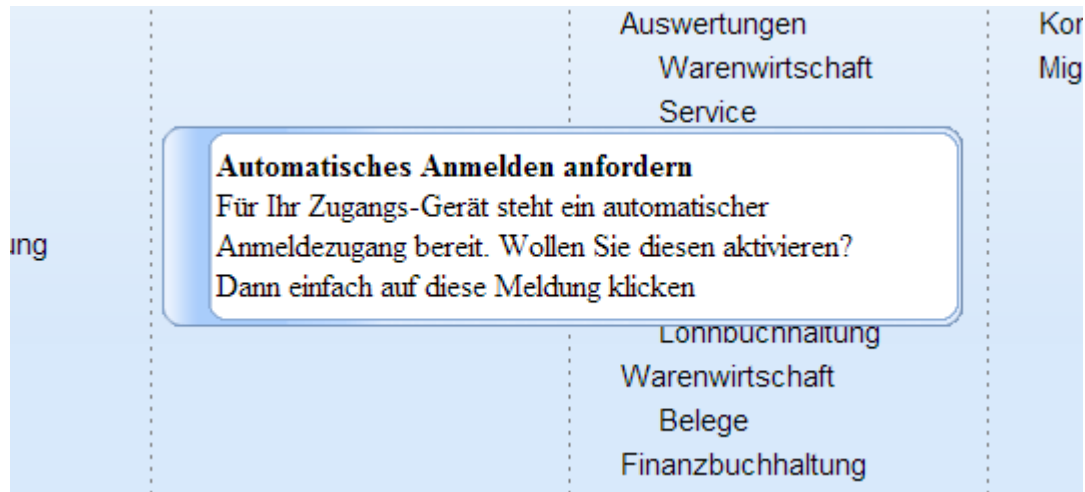 Auswertungen
Warenwirtschaft
Service
Automatisches Anmelden anfordern
Für Ihr Zugangs-Gerät steht ein automatischer
Anmeldezugang bereit. Wollen Sie diesen aktivieren?
Dann einfach auf diese Meldung klicken
Lohnbuchhaltung
Warenwirtschaft
Belege
Finanzbuchhaltung